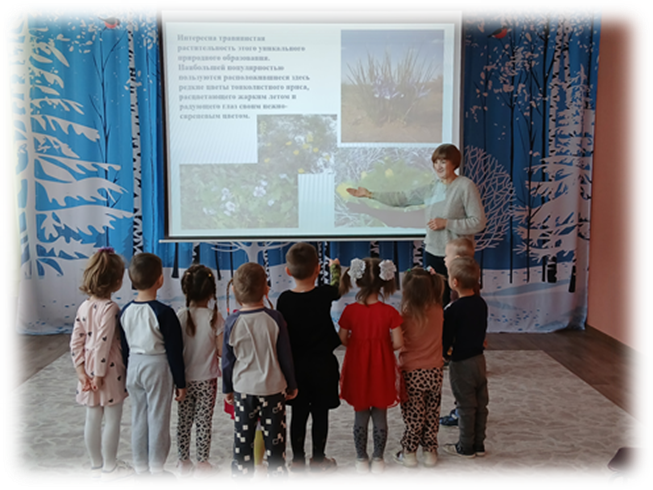 Интересна травянистая
растительность этого уникального
природного образования.
Наибольшей популярностью
пользуются расположившиеся здесь
редкие цветы тонколистного ириса,
расцветающего жарким летом и
радующего глаз своим нежно-
сиреневым цветом.